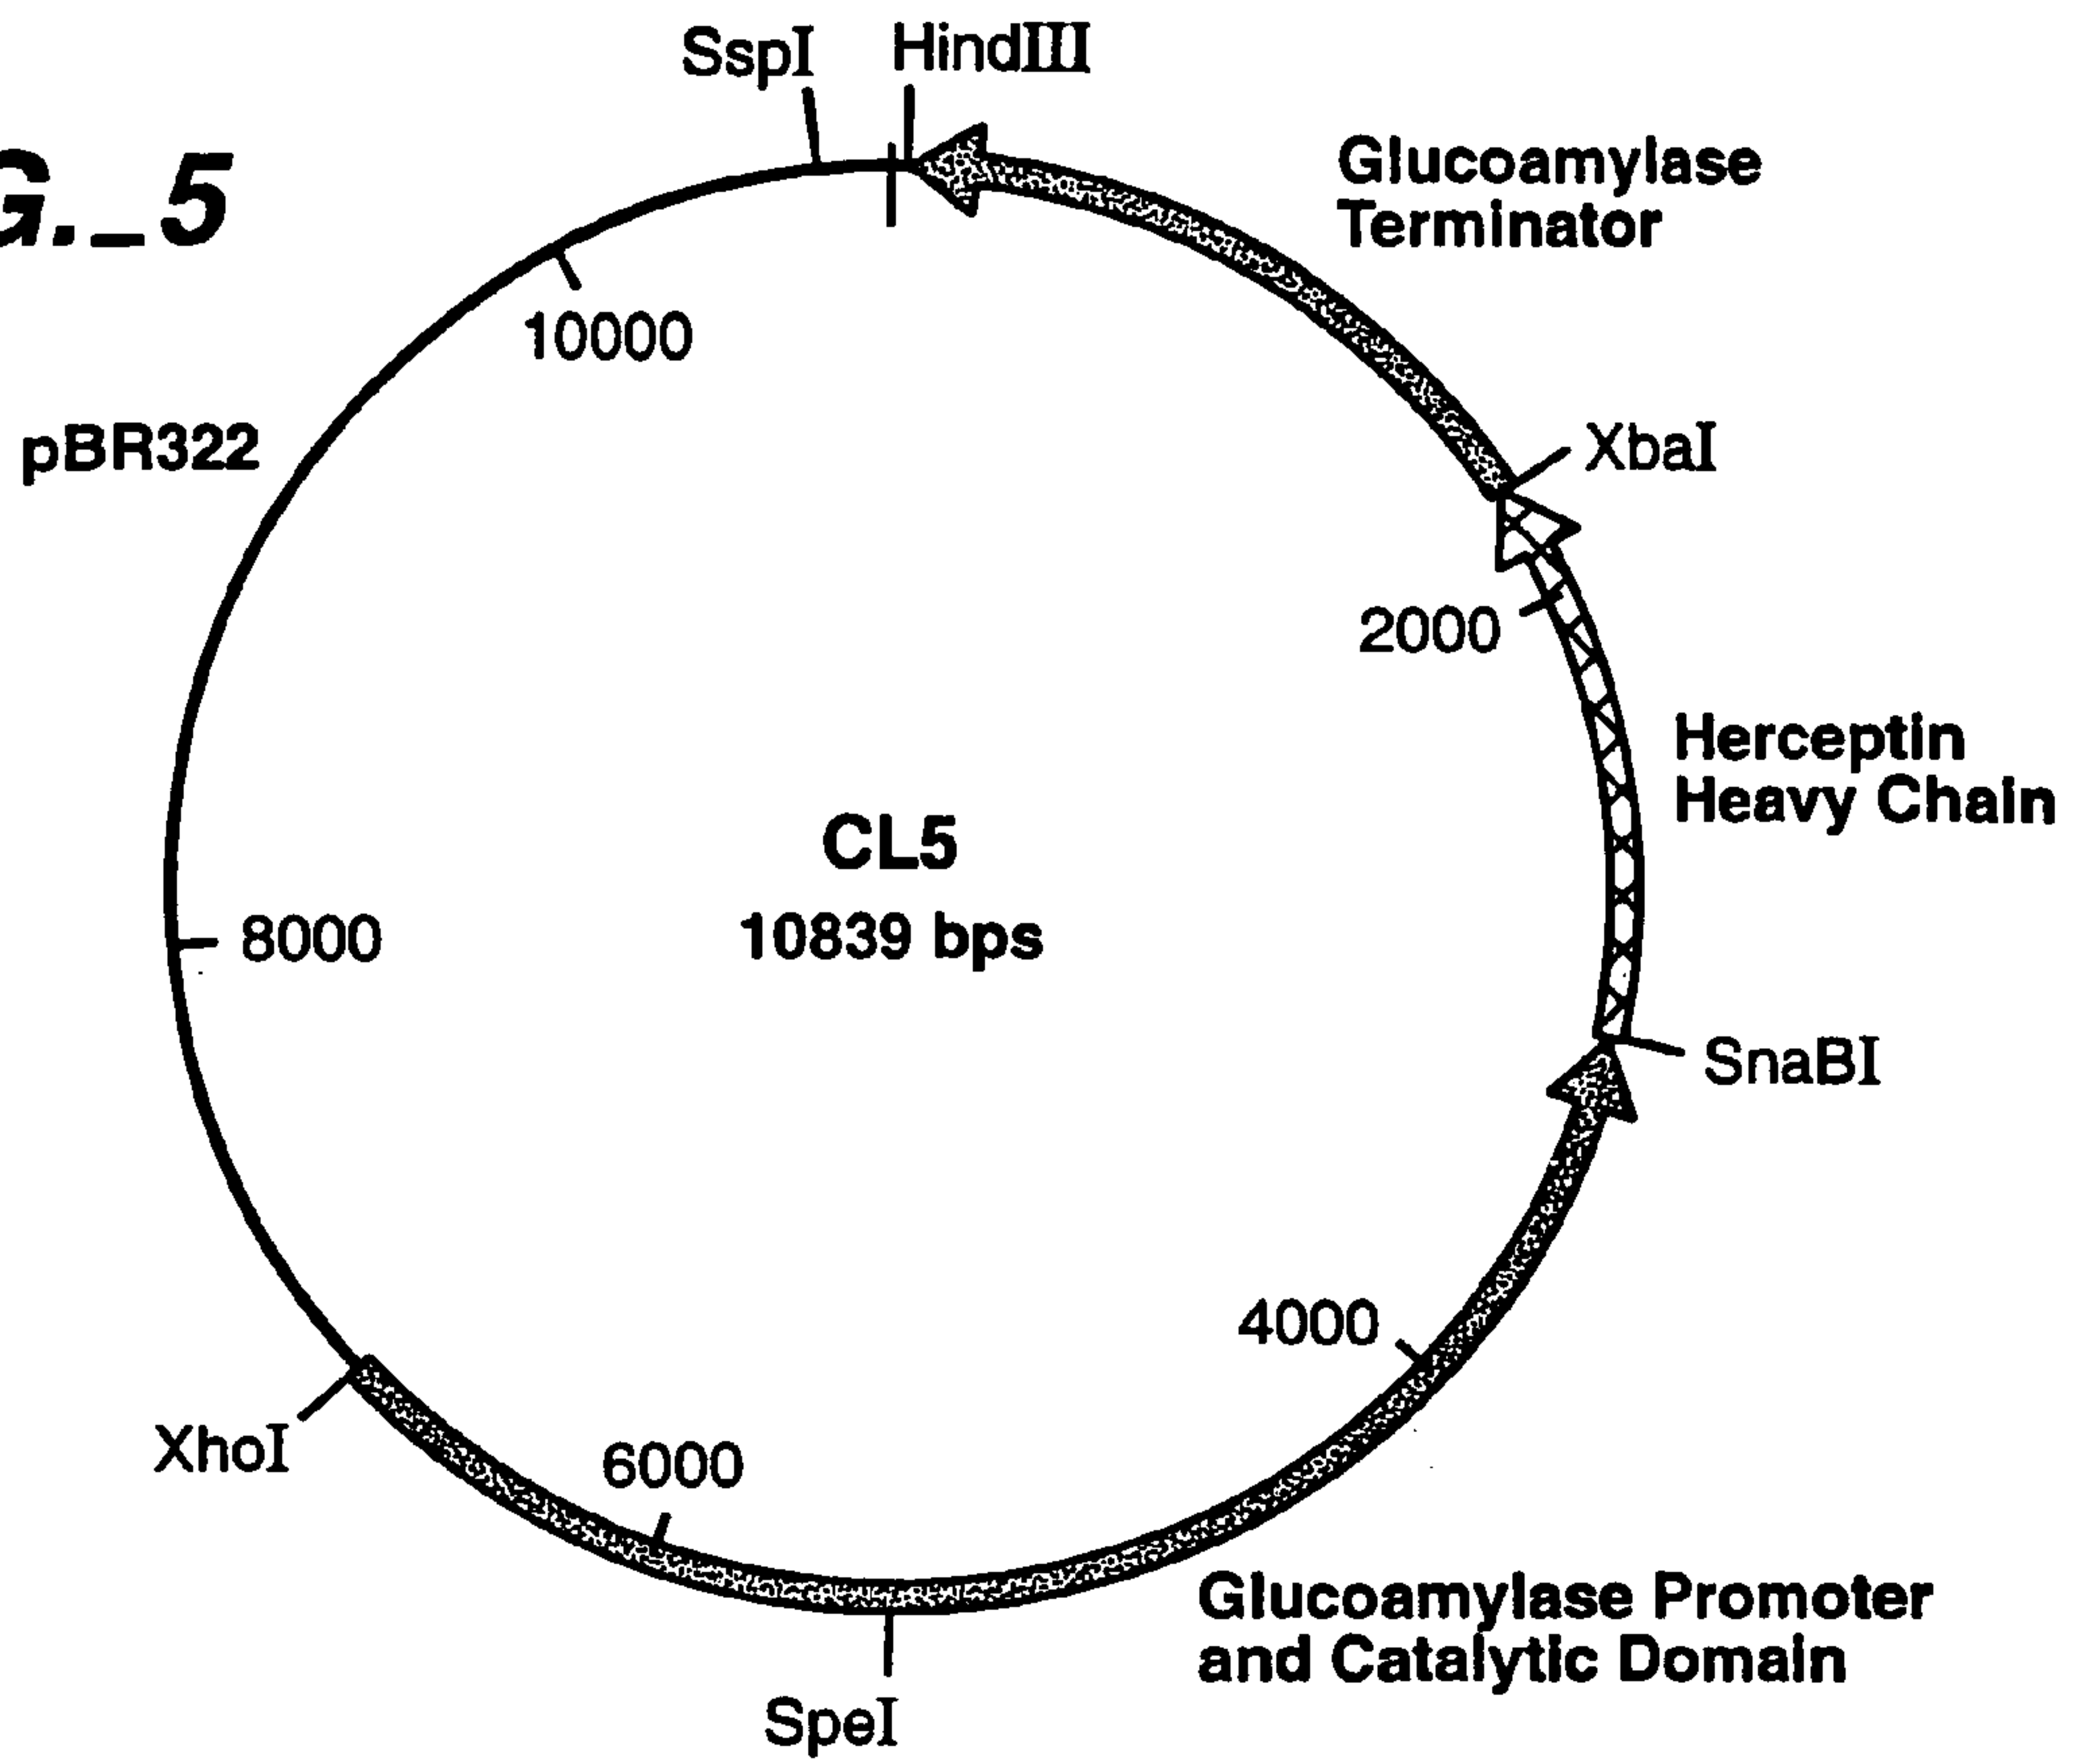 SspI
HindIII
G._5
Glucoamylase
Terminator
10000
pBR322
XbaI
2000
Herceptin
Heavy Chain
CL5
10839 bps
8000
SnaBI
4000
XhoI
6000
Glucoamylase Promoter
and Catalytic Domain
SpeI